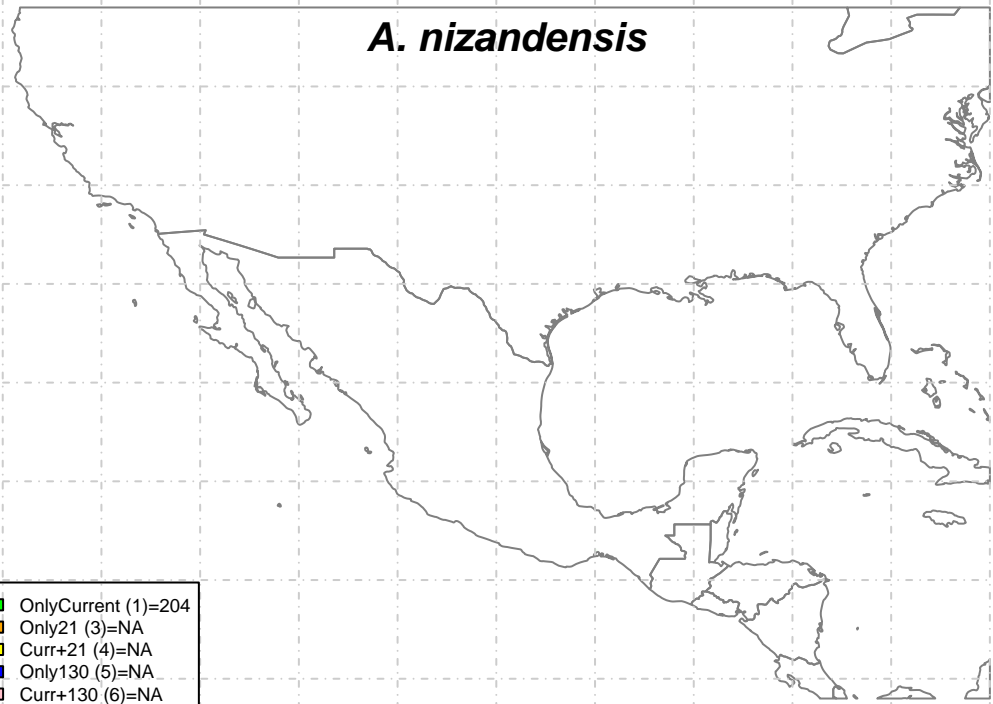 A. nizandensis
OnlyCurrent (1)=204
Only21 (3)=NA
Curr+21 (4)=NA
Only130 (5)=NA
Curr+130 (6)=NA